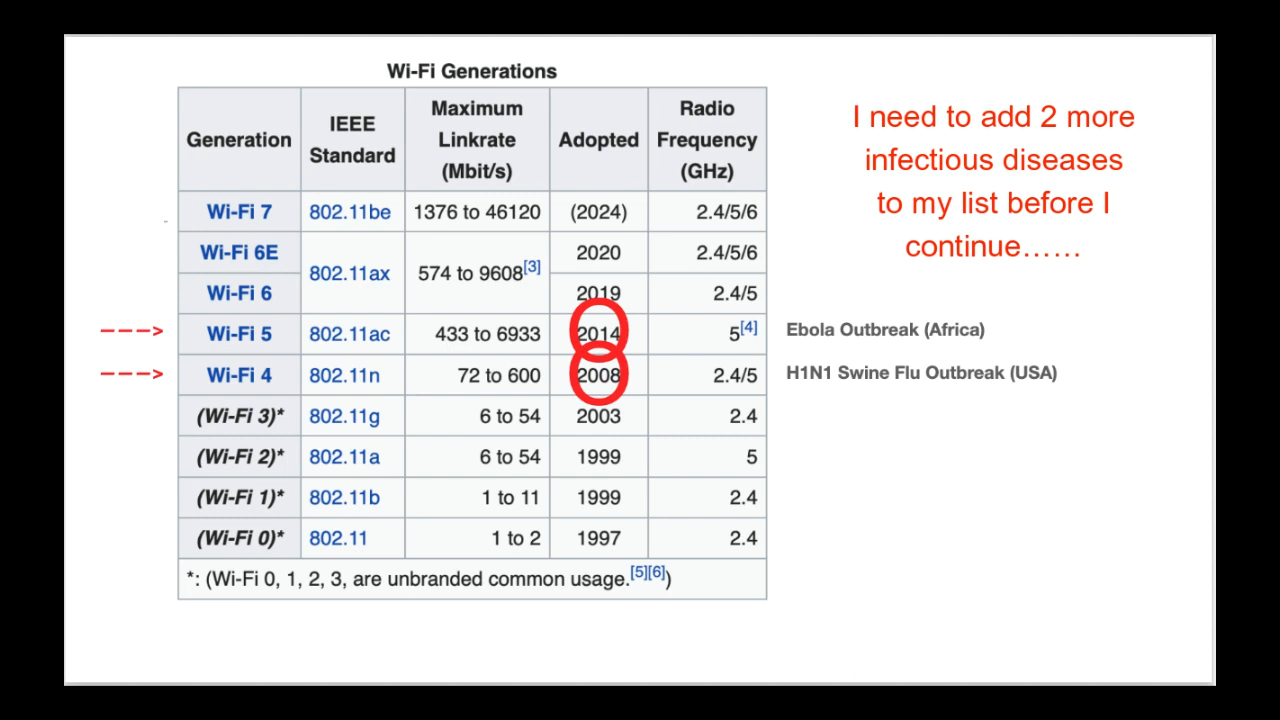 Wi-Fi Generations
Generation IEEE Standard Maximum Linkrate (Mbit/s) Adopted Radio Frequency (GHz)
Wi-Fi 7 802.11be 1376 to 46120 (2024) 2.4/5/6
Wi-Fi 6E 802.11ax 574 to 9608[3] 2020 2.4/5/6
Wi-Fi 6 2019 2.4/5
---> Wi-Fi 5 802.11ac 433 to 6933 2014 5[4] Ebola Outbreak (Africa)
---> Wi-Fi 4 802.11n 72 to 600 2008 2.4/5 H1N1 Swine Flu Outbreak (USA)
(Wi-Fi 3)* 802.11g 6 to 54 2003 2.4
(Wi-Fi 2)* 802.11a 6 to 54 1999 5
(Wi-Fi 1)* 802.11b 1 to 11 1999 2.4
(Wi-Fi 0)* 802.11 1 to 2 1997 2.4
*: (Wi-Fi 0, 1, 2, 3, are unbranded common usage.[5][6])
I need to add 2 more
infectious diseases
to my list before I
continue……